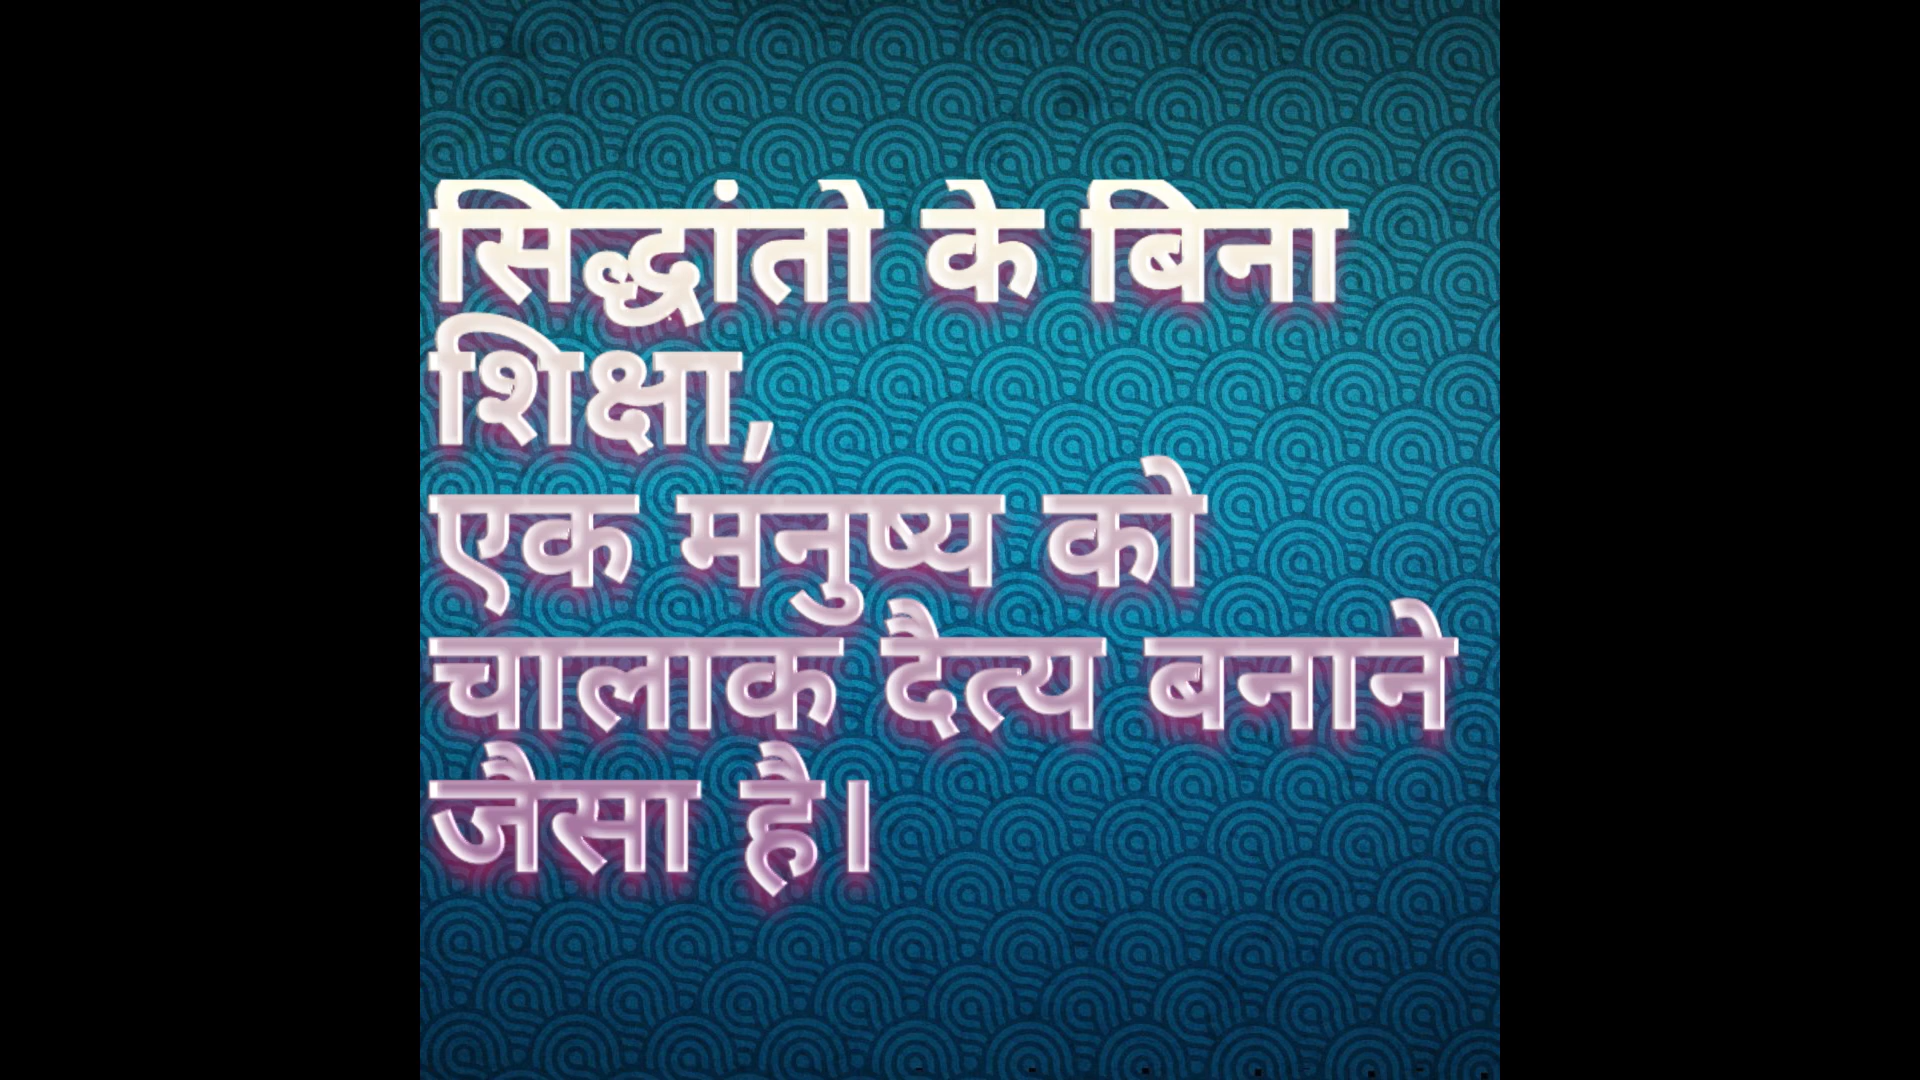 सिद्धांतो के बिना
शिक्षा,
एक मनुष्य को
चालाक दैत्य बनाने
जैसा है।